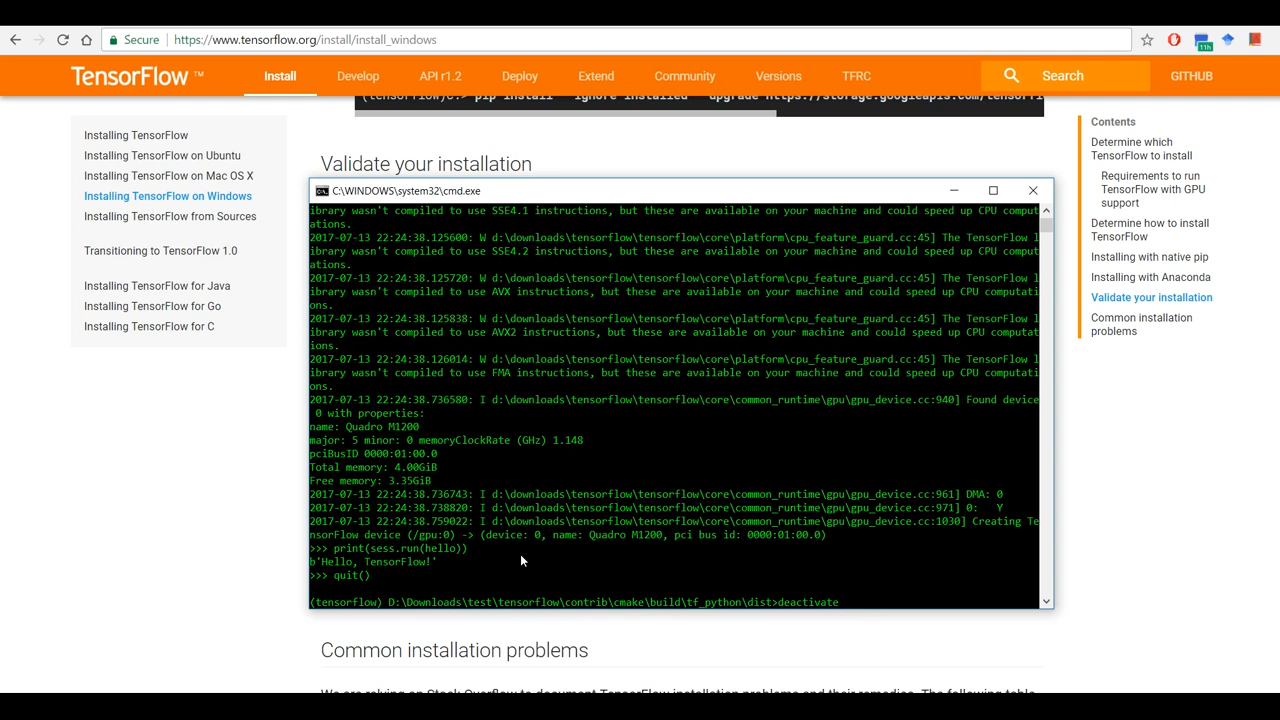 Secure https://www.tensorflow.org/install/install_windows
11h
TensorFlow ™ Install Develop API r1.2 Deploy Extend Community Versions TFRC Search GITHUB
Installing TensorFlow
Installing TensorFlow on Ubuntu
Installing TensorFlow on Mac OS X
Installing TensorFlow on Windows
Installing TensorFlow from Sources
Transitioning to TensorFlow 1.0
Installing TensorFlow for Java
Installing TensorFlow for Go
Installing TensorFlow for C
Validate your installation
C:\WINDOWS\system32\cmd.exe
ibrary wasn't compiled to use SSE4.1 instructions, but these are available on your machine and could speed up CPU comput
ations.
2017-07-13 22:24:38.125600: W d:\downloads\tensorflow\tensorflow\core\platform\cpu_feature_guard.cc:45] The TensorFlow l
ibrary wasn't compiled to use SSE4.2 instructions, but these are available on your machine and could speed up CPU comput
ations.
2017-07-13 22:24:38.125720: W d:\downloads\tensorflow\tensorflow\core\platform\cpu_feature_guard.cc:45] The TensorFlow l
ibrary wasn't compiled to use AVX instructions, but these are available on your machine and could speed up CPU computati
ons.
2017-07-13 22:24:38.125838: W d:\downloads\tensorflow\tensorflow\core\platform\cpu_feature_guard.cc:45] The TensorFlow l
ibrary wasn't compiled to use AVX2 instructions, but these are available on your machine and could speed up CPU computat
ions.
2017-07-13 22:24:38.126014: W d:\downloads\tensorflow\tensorflow\core\platform\cpu_feature_guard.cc:45] The TensorFlow l
ibrary wasn't compiled to use FMA instructions, but these are available on your machine and could speed up CPU computati
ons.
2017-07-13 22:24:38.736580: I d:\downloads\tensorflow\tensorflow\core\common_runtime\gpu\gpu_device.cc:940] Found device
0 with properties:
name: Quadro M1200
major: 5 minor: 0 memoryClockRate (GHz) 1.148
pciBusID 0000:01:00.0
Total memory: 4.00GiB
Free memory: 3.35GiB
2017-07-13 22:24:38.736743: I d:\downloads\tensorflow\tensorflow\core\common_runtime\gpu\gpu_device.cc:961] DMA: 0
2017-07-13 22:24:38.738820: I d:\downloads\tensorflow\tensorflow\core\common_runtime\gpu\gpu_device.cc:971] 0: Y
2017-07-13 22:24:38.759022: I d:\downloads\tensorflow\tensorflow\core\common_runtime\gpu\gpu_device.cc:1030] Creating Te
nsorFlow device (/gpu:0) -> (device: 0, name: Quadro M1200, pci bus id: 0000:01:00.0)
>>> print(sess.run(hello))
b'Hello, TensorFlow!'
>>> quit()
(tensorflow) D:\Downloads\test\tensorflow\contrib\cmake\build\tf_python\dist>deactivate
Common installation problems
Contents
Determine which
TensorFlow to install
Requirements to run
TensorFlow with GPU
support
Determine how to install
TensorFlow
Installing with native pip
Installing with Anaconda
Validate your installation
Common installation
problems